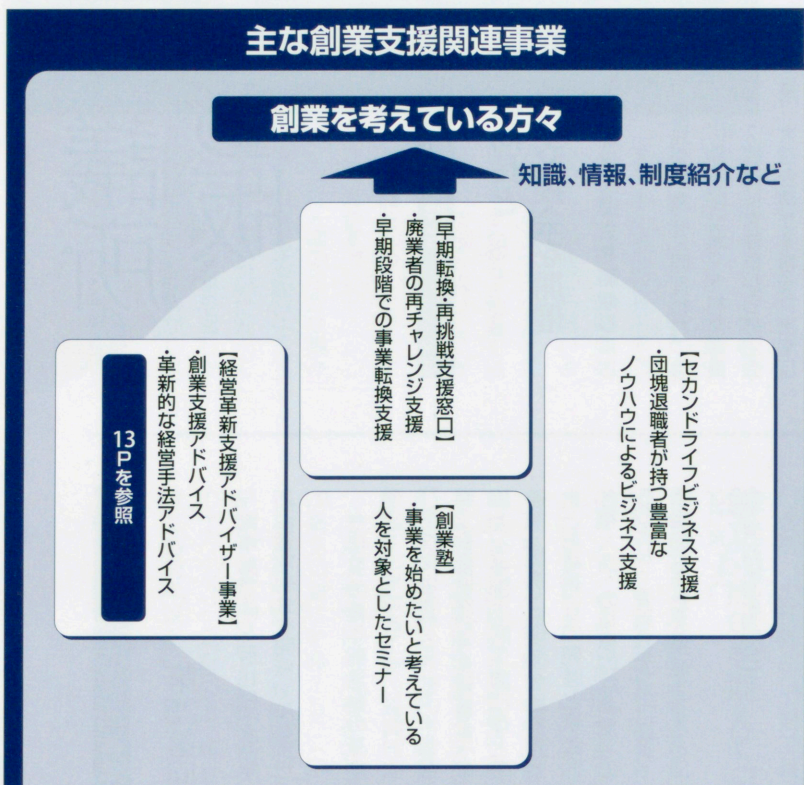 主な創業支援関連事業
創業を考えている方々
知識、情報、制度紹介など
【早期転換・再挑戦支援窓口】
・廃業者の再チャレンジ支援
・早期段階での事業転換支援
【セカンドライフビジネス支援】
・団塊退職者が持つ豊富な
ノウハウによるビジネス支援
【経営革新支援アドバイザー事業】
・創業支援アドバイス
・革新的な経営手法アドバイス
13Pを参照
【創業塾】
・事業を始めたいと考えている
人を対象としたセミナー